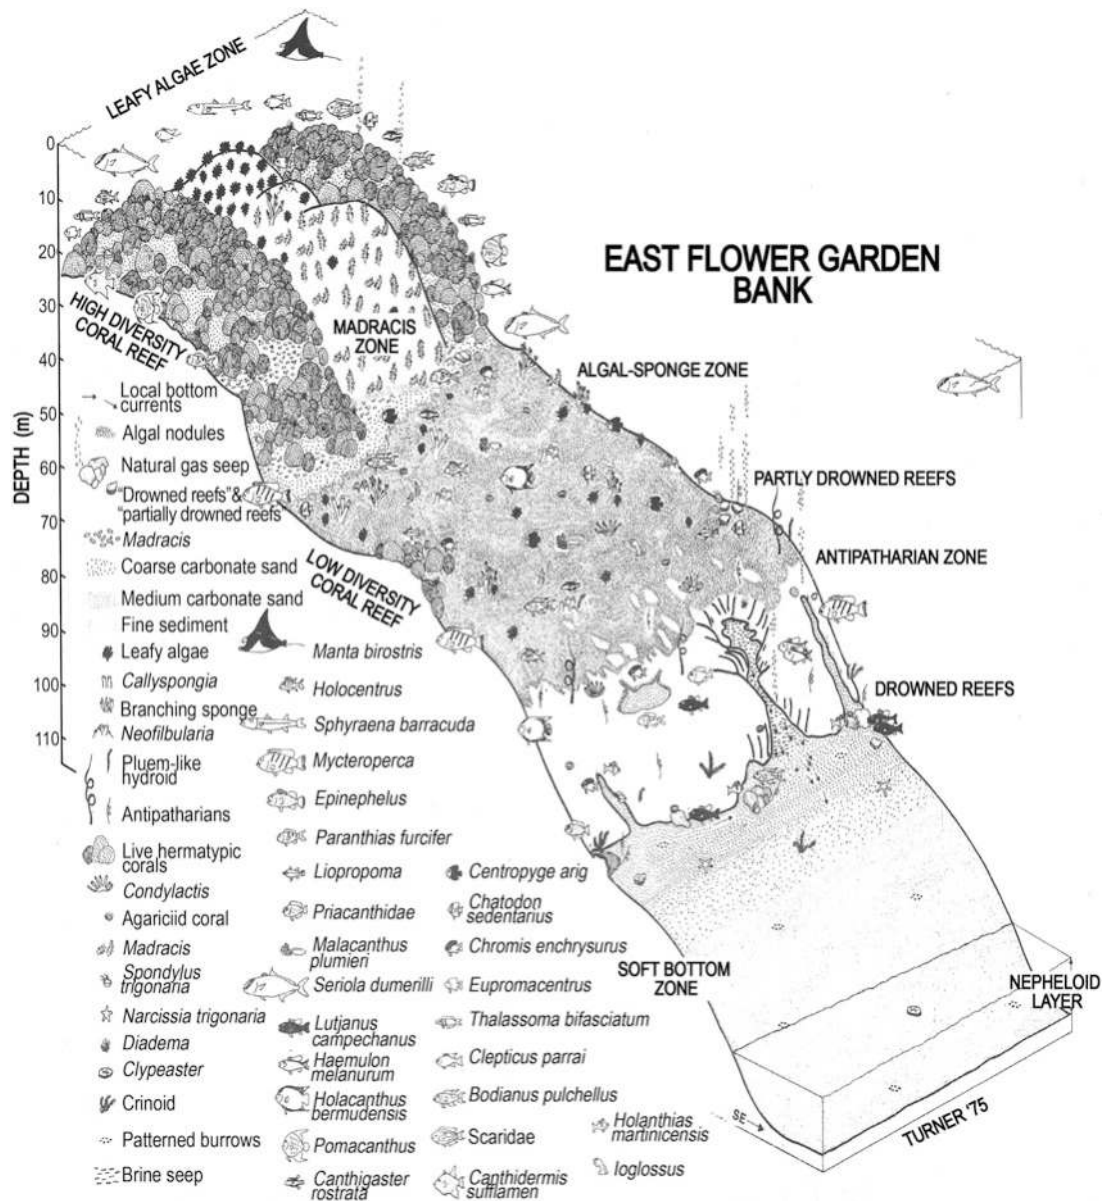 LEAFY ALGAE ZONE
EAST FLOWER GARDEN
BANK
0
10
20
30
40
50
60
70
80
90
100
110
DEPTH (m)
HIGH DIVERSITY
CORAL REEF
MADRACIS
ZONE
ALGAL-SPONGE ZONE
PARTLY DROWNED REEFS
ANTIPATHARIAN ZONE
LOW DIVERSITY
CORAL REEF
DROWNED REEFS
SOFT BOTTOM
ZONE
NEPHELOID
LAYER
SE
TURNER '75
Local bottom
currents
Algal nodules
Natural gas seep
"Drowned reefs" &
"partially drowned reefs"
Madracis
Coarse carbonate sand
Medium carbonate sand
Fine sediment
Leafy algae
Callyspongia
Branching sponge
Neofilbularia
Pluem-like
hydroid
Antipatharians
Live hermatypic
corals
Condylactis
Agariciid coral
Madracis
Spondylus
trigonaria
Narcissia trigonaria
Diadema
Clypeaster
Crinoid
Patterned burrows
Brine seep
Manta birostris
Holocentrus
Sphyraena barracuda
Mycteroperca
Epinephelus
Paranthias furcifer
Liopropoma
Priacanthidae
Malacanthus
plumieri
Seriola dumerilli
Lutjanus
campechanus
Haemulon
melanurum
Holacanthus
bermudensis
Pomacanthus
Canthigaster
rostrata
Centropyge arig
Chatodon
sedentarius
Chromis enchrysurus
Eupromacentrus
Thalassoma bifasciatum
Clepticus parrai
Bodianus pulchellus
Scaridae
Canthidermis
sufflamen
Holanthias
martinicensis
Ioglossus